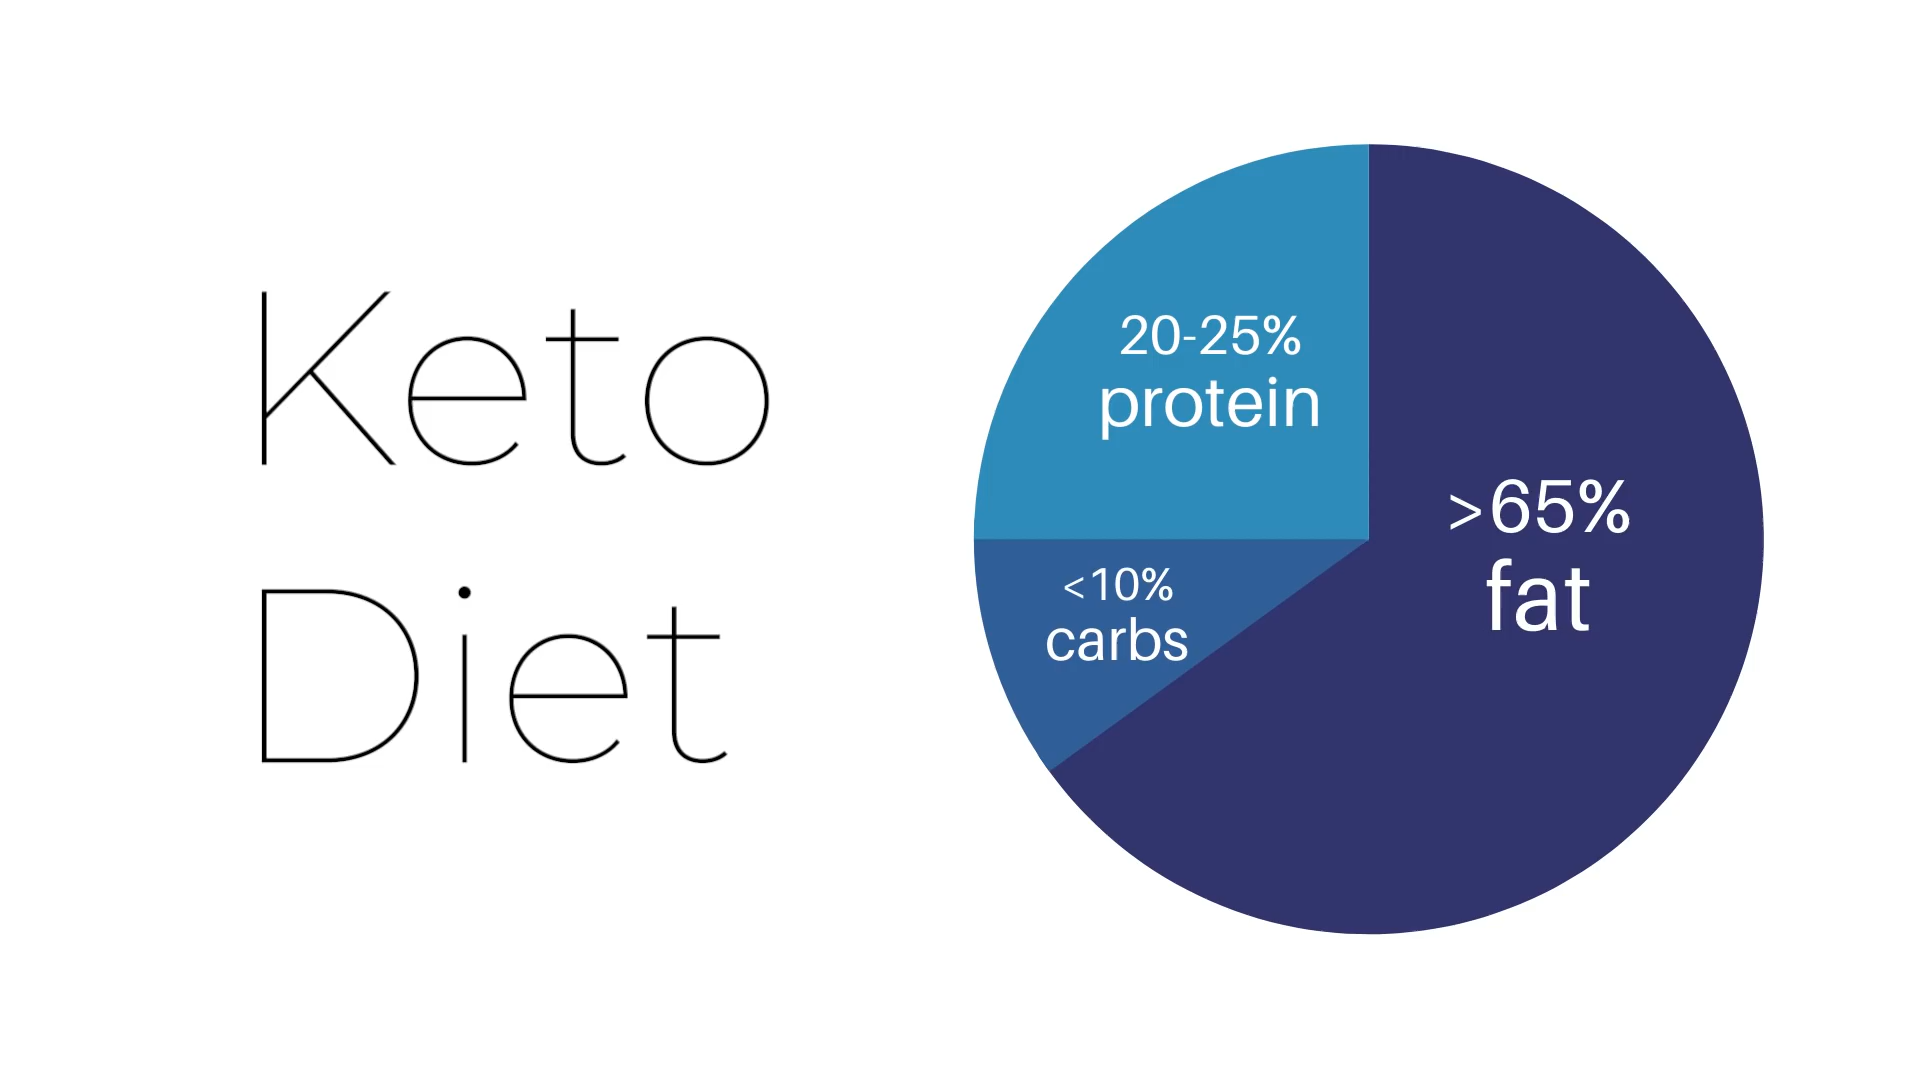 Keto
Diet
20-25%
protein
<10%
carbs
>65%
fat